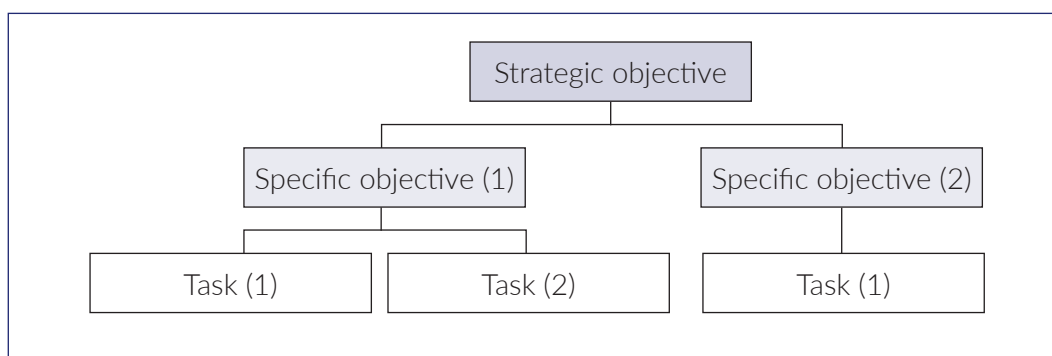 Strategic objective
Specific objective (1)
Specific objective (2)
Task (1)
Task (2)
Task (1)